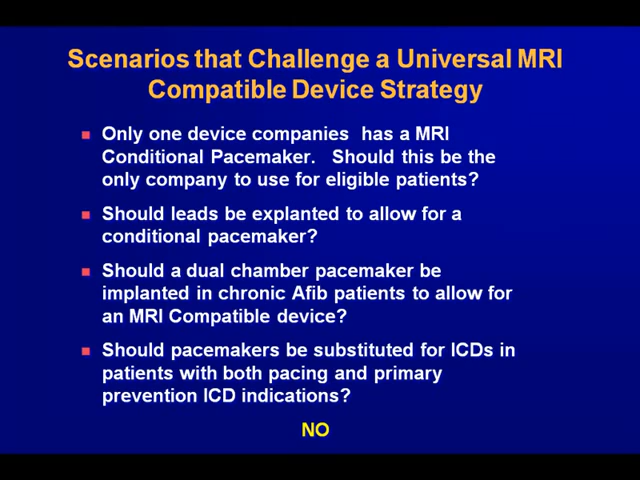 Scenarios that Challenge a Universal MRI
Compatible Device Strategy
Only one device companies has a MRI
Conditional Pacemaker. Should this be the
only company to use for eligible patients?
Should leads be explanted to allow for a
conditional pacemaker?
Should a dual chamber pacemaker be
implanted in chronic Afib patients to allow for
an MRI Compatible device?
Should pacemakers be substituted for ICDs in
patients with both pacing and primary
prevention ICD indications?
NO